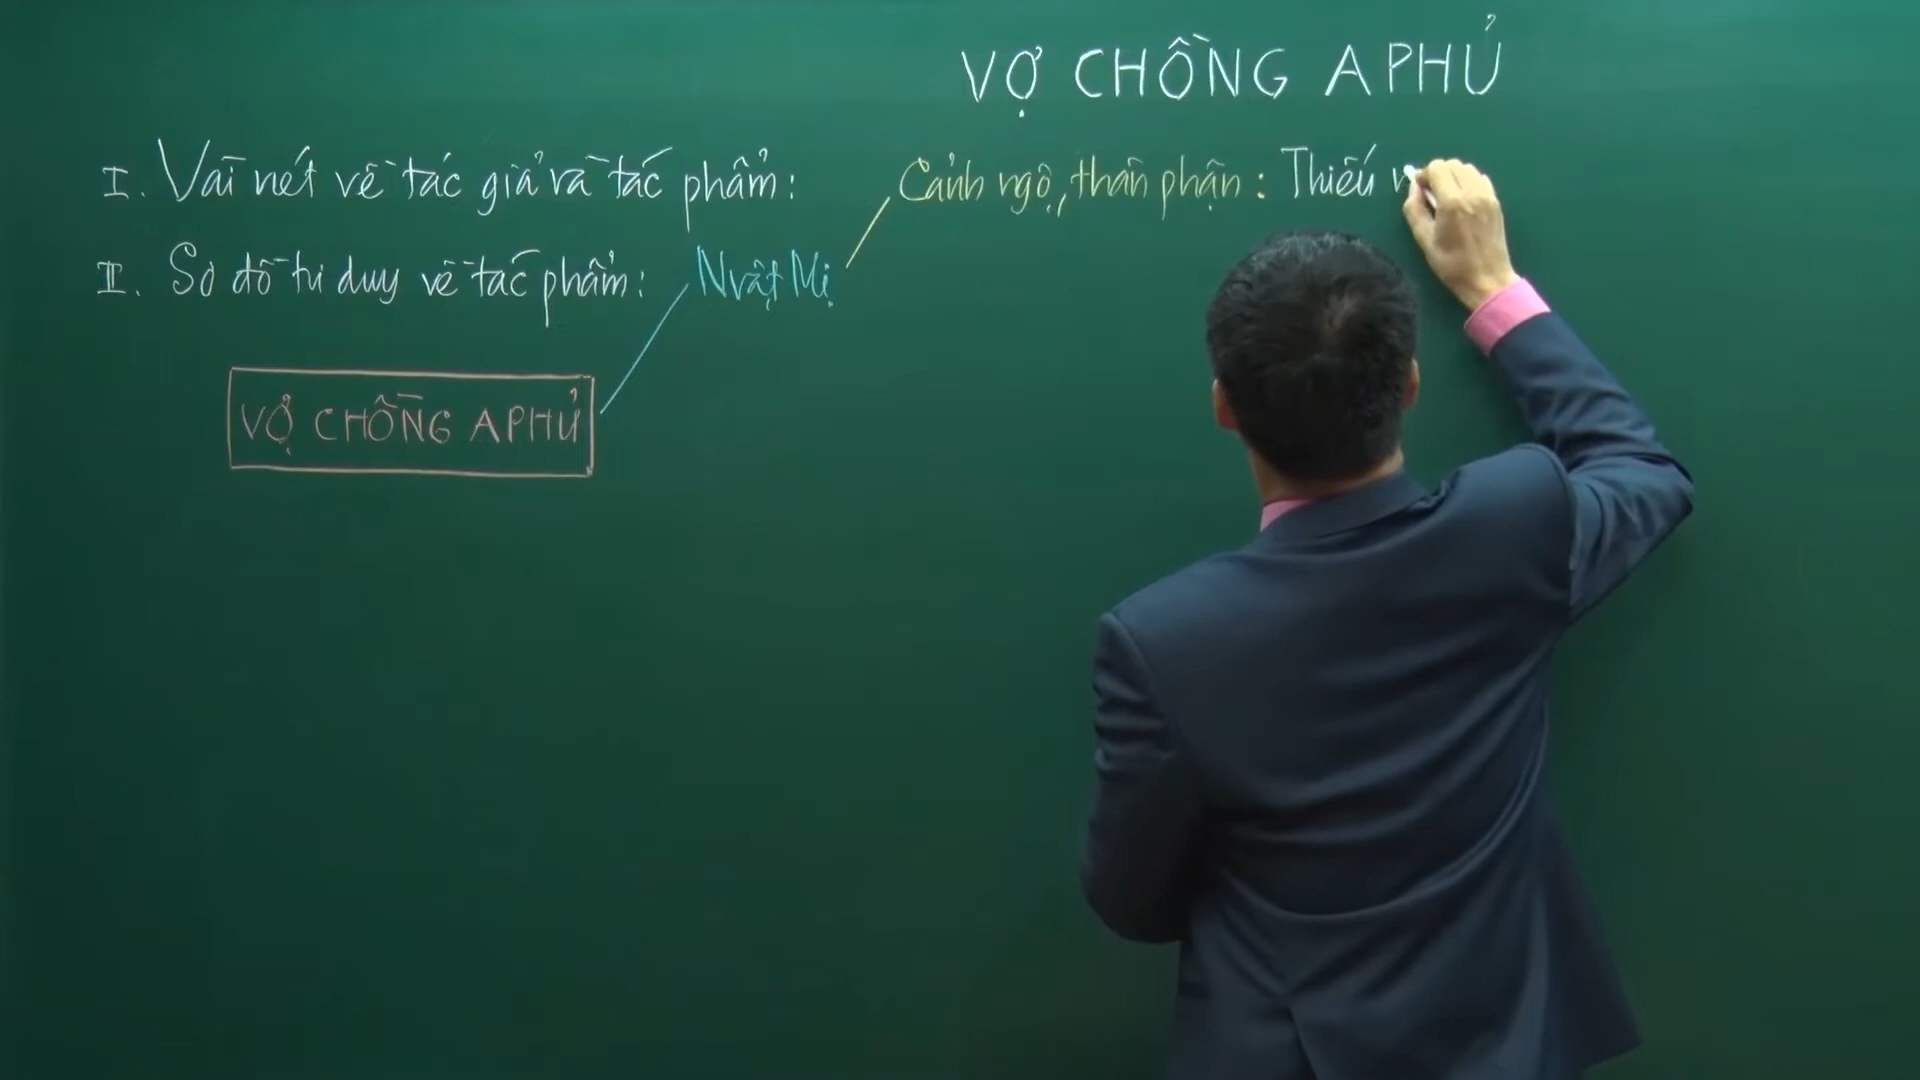 VỢ CHỒNG A PHỦ
I. Vài nét về tác giả và tác phẩm:
Cảnh ngộ, thân phận: Thiếu
II. Sơ đồ tư duy về tác phẩm:
Nvật Mị
VỢ CHỒNG A PHỦ